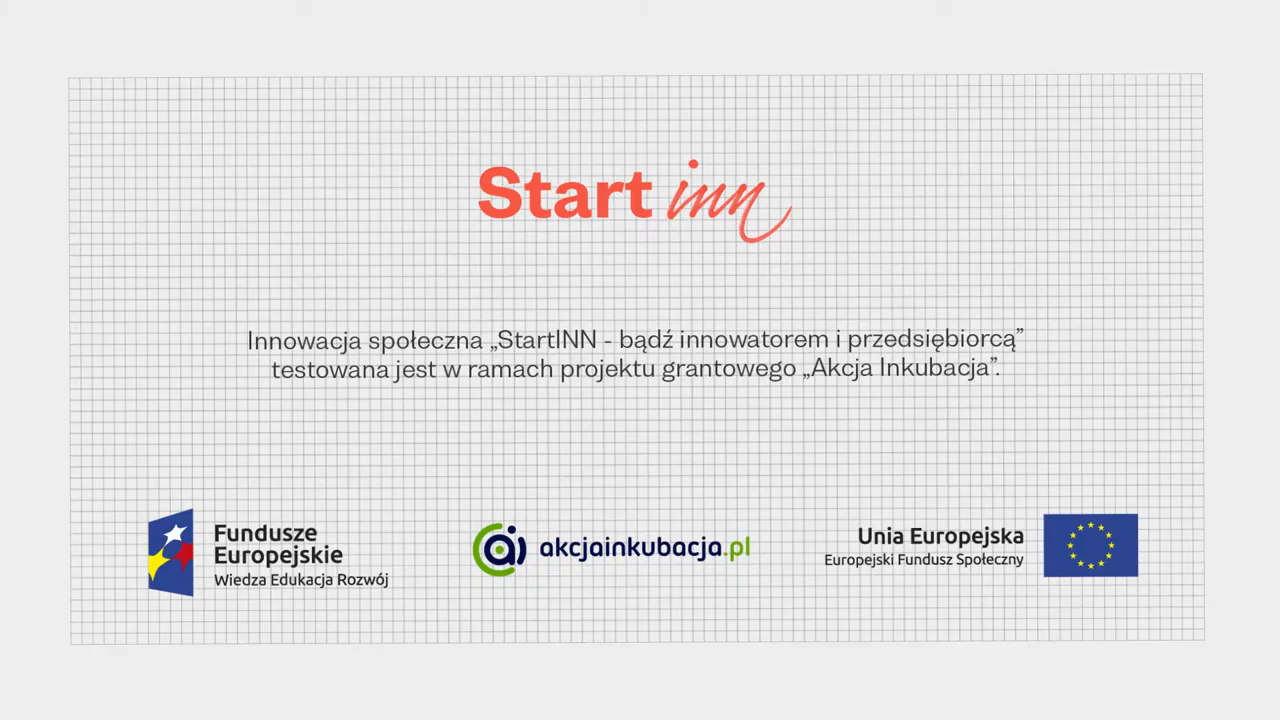 Start inn
Innowacja społeczna „StartINN - bądź innowatorem i przedsiębiorcą”
testowana jest w ramach projektu grantowego „Akcja Inkubacja”.
Fundusze
Europejskie
Wiedza Edukacja Rozwój
ai akcjainkubacja.pl
Unia Europejska
Europejski Fundusz Społeczny